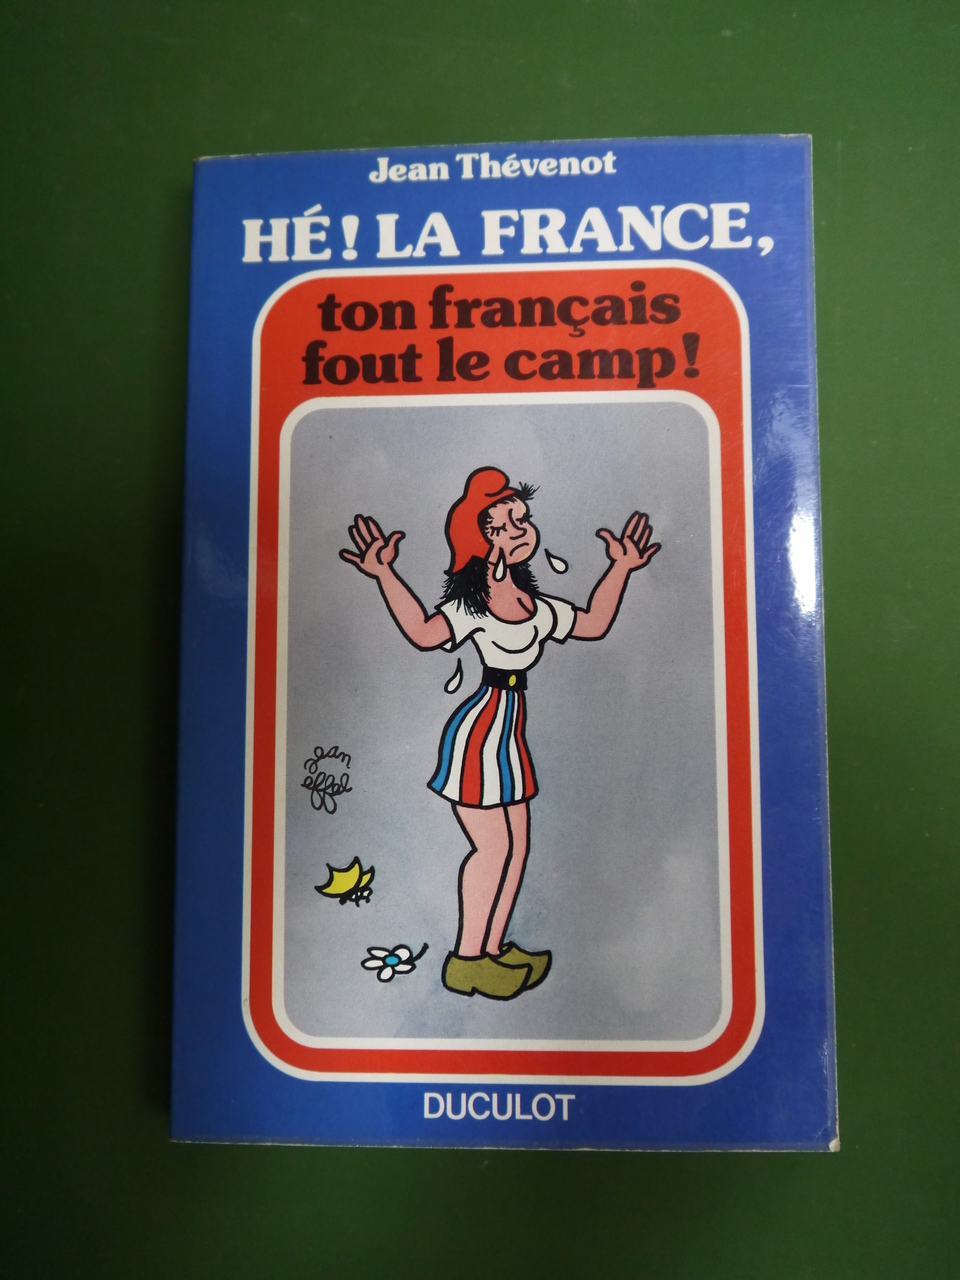 Jean Thévenot
HÉ! LA FRANCE,
ton français
fout le camp!
jean
effel
DUCULOT